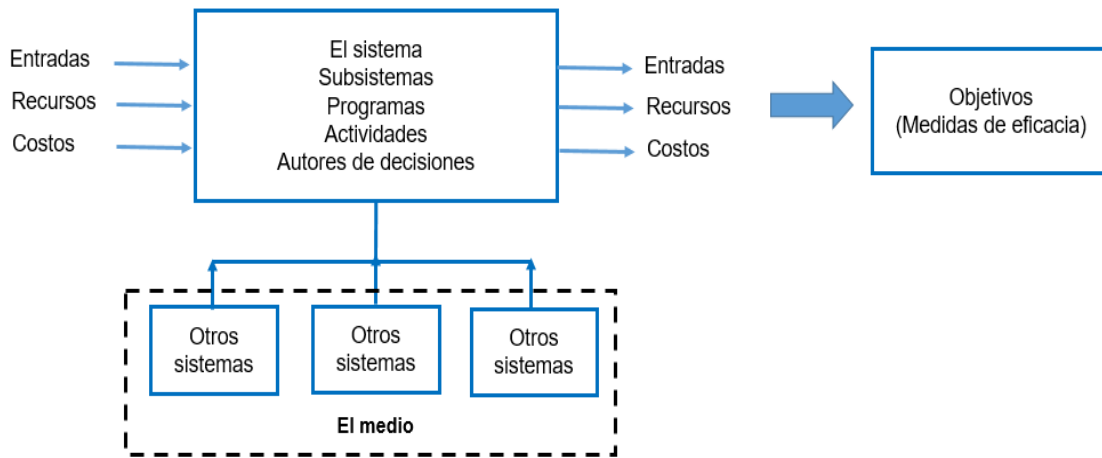 Entradas
Recursos
Costos
El sistema
Subsistemas
Programas
Actividades
Autores de decisiones
Entradas
Recursos
Costos
Objetivos
(Medidas de eficacia)
Otros
sistemas
Otros
sistemas
Otros
sistemas
El medio